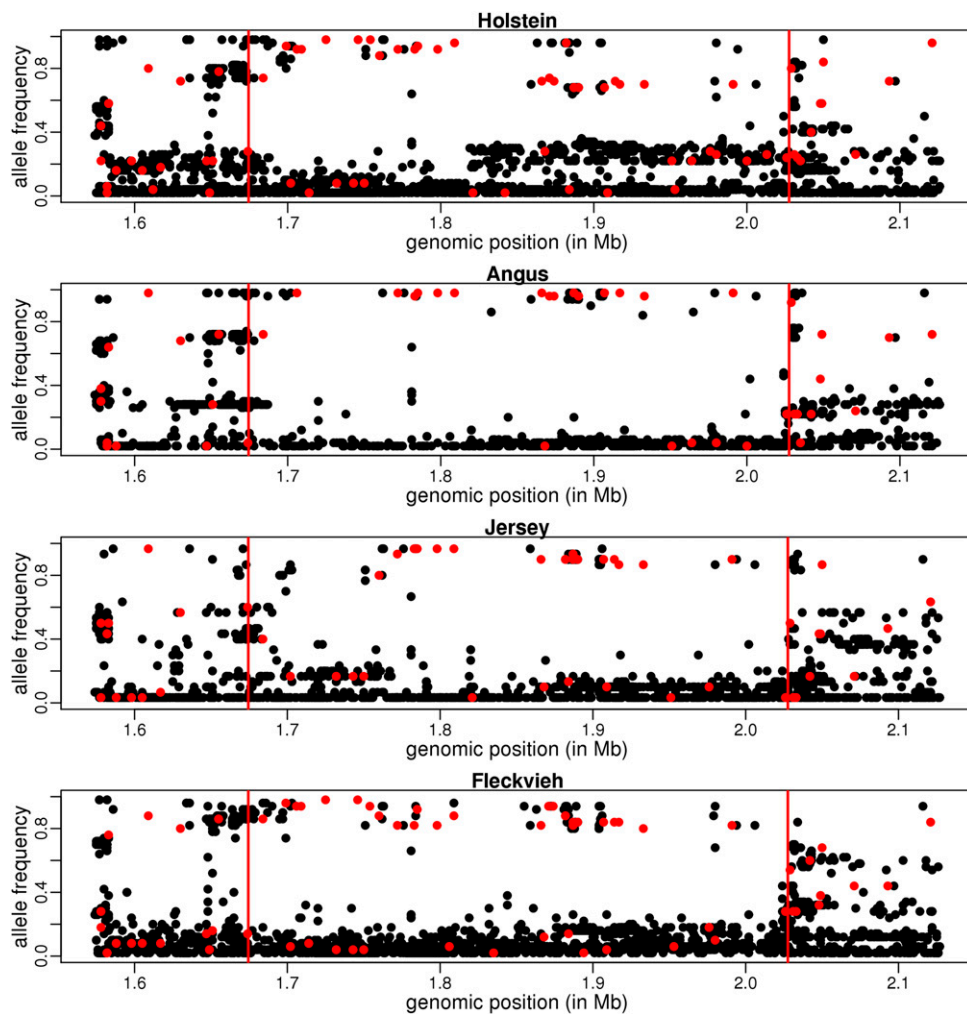 Holstein
allele frequency
0.8
0.4
0.0
1.6 1.7 1.8 1.9 2.0 2.1
genomic position (in Mb)
Angus
allele frequency
0.8
0.4
0.0
1.6 1.7 1.8 1.9 2.0 2.1
genomic position (in Mb)
Jersey
allele frequency
0.8
0.4
0.0
1.6 1.7 1.8 1.9 2.0 2.1
genomic position (in Mb)
Fleckvieh
allele frequency
0.8
0.4
0.0
1.6 1.7 1.8 1.9 2.0 2.1
genomic position (in Mb)